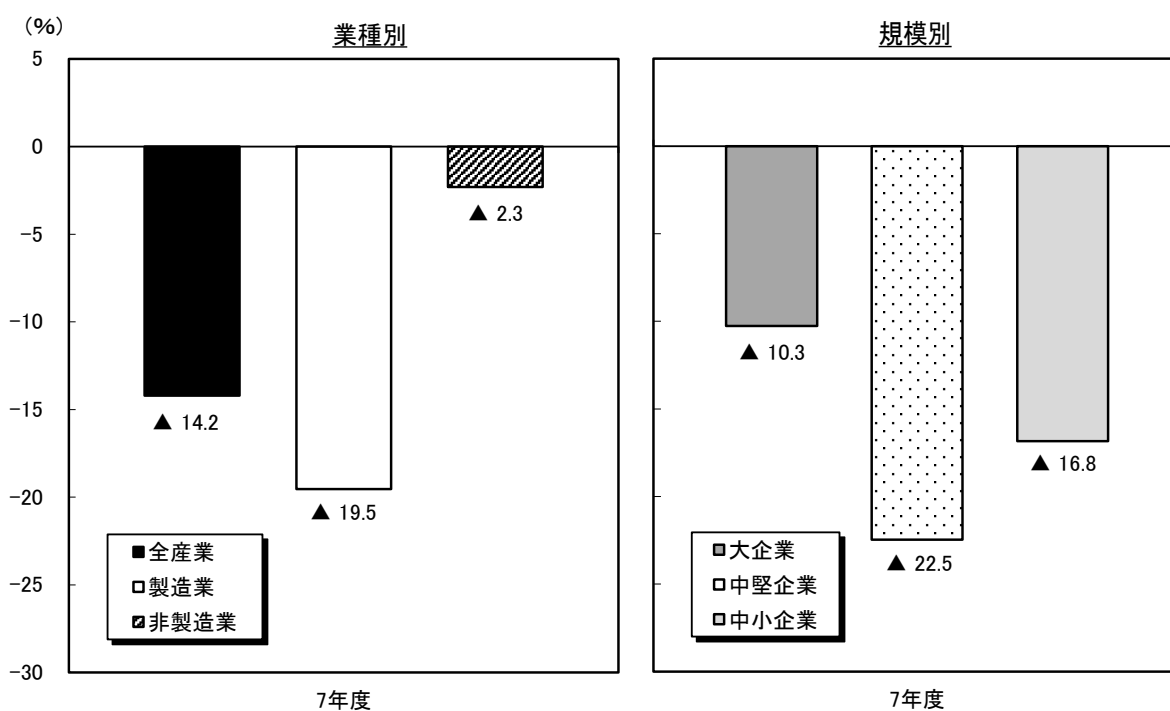 （％）
業種別
規模別
5
0
-5
-10
-15
-20
-25
-30
▲ 14.2
▲ 19.5
▲ 2.3
全産業
製造業
非製造業
7年度
▲ 10.3
▲ 22.5
▲ 16.8
大企業
中堅企業
中小企業
7年度